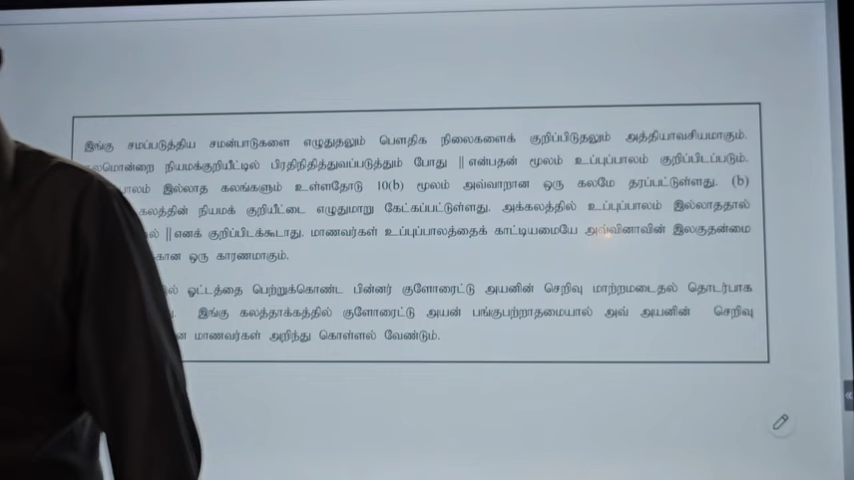 இங்கு சமப்படுத்திய சமன்பாடுகளை எழுதுதலும் பௌதிக நிலைகளைக் குறிப்பிடுதலும் அத்தியாவசியமாகும்.
நியமக்குறியீட்டில் பிரதிநிதித்துவப்படுத்தும் போது || என்பதன் மூலம் உப்புப்பாலம் குறிப்பிடப்படும்.
இல்லாத கலங்களும் உள்ளதோடு 10(b) மூலம் அவ்வாறான ஒரு கலமே தரப்பட்டுள்ளது. (b)
கலத்தின் நியமக் குறியீட்டை எழுதுமாறு கேட்கப்பட்டுள்ளது. அக்கலத்தில் உப்புப்பாலம் இல்லாததால்
|| எனக் குறிப்பிடக்கூடாது. மாணவர்கள் உப்புப்பாலத்தைக் காட்டியமையே அவ்வினாவின் இலகுதன்மை
ஒரு காரணமாகும்.
ஓட்டத்தை பெற்றுக்கொண்ட பின்னர் குளோரைட்டு அயனின் செறிவு மாற்றமடைதல் தொடர்பாக
இங்கு கலத்தாக்கத்தில் குளோரைட்டு அயன் பங்குபற்றாதமையால் அவ் அயனின் செறிவு
மாணவர்கள் அறிந்து கொள்ளல் வேண்டும்.